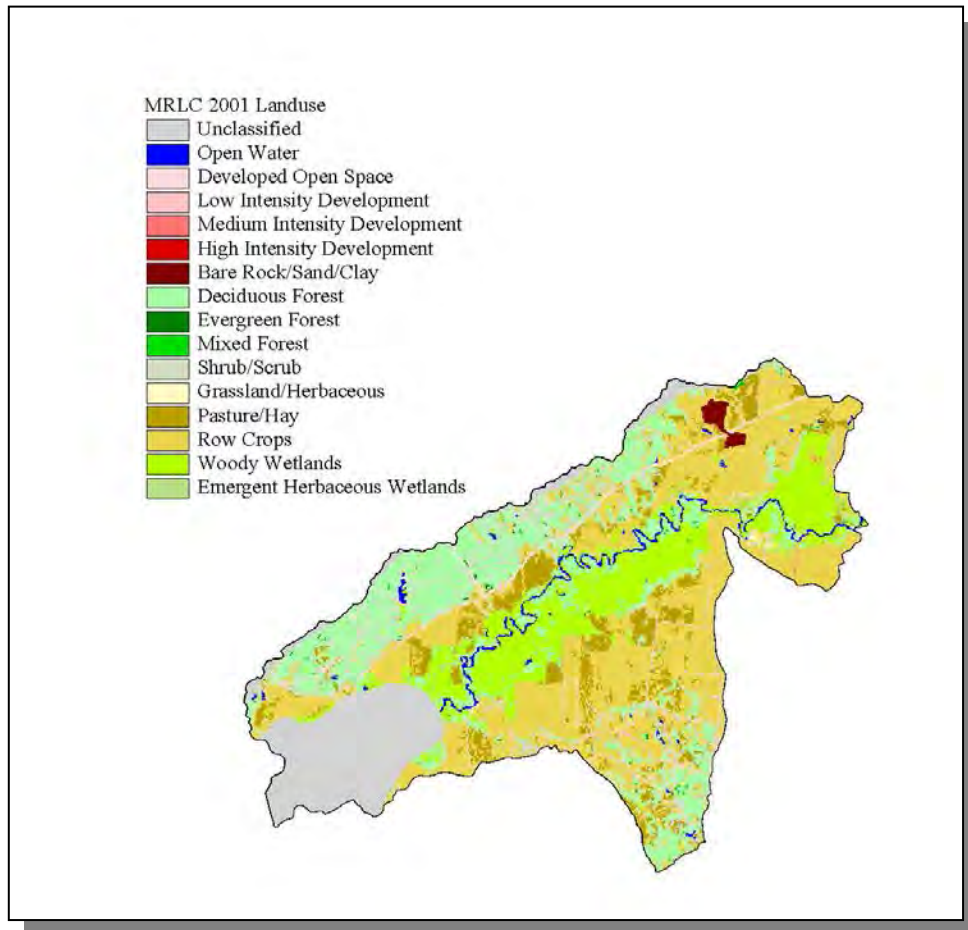 MRLC 2001 Landuse
Unclassified
Open Water
Developed Open Space
Low Intensity Development
Medium Intensity Development
High Intensity Development
Bare Rock/Sand/Clay
Deciduous Forest
Evergreen Forest
Mixed Forest
Shrub/Scrub
Grassland/Herbaceous
Pasture/Hay
Row Crops
Woody Wetlands
Emergent Herbaceous Wetlands